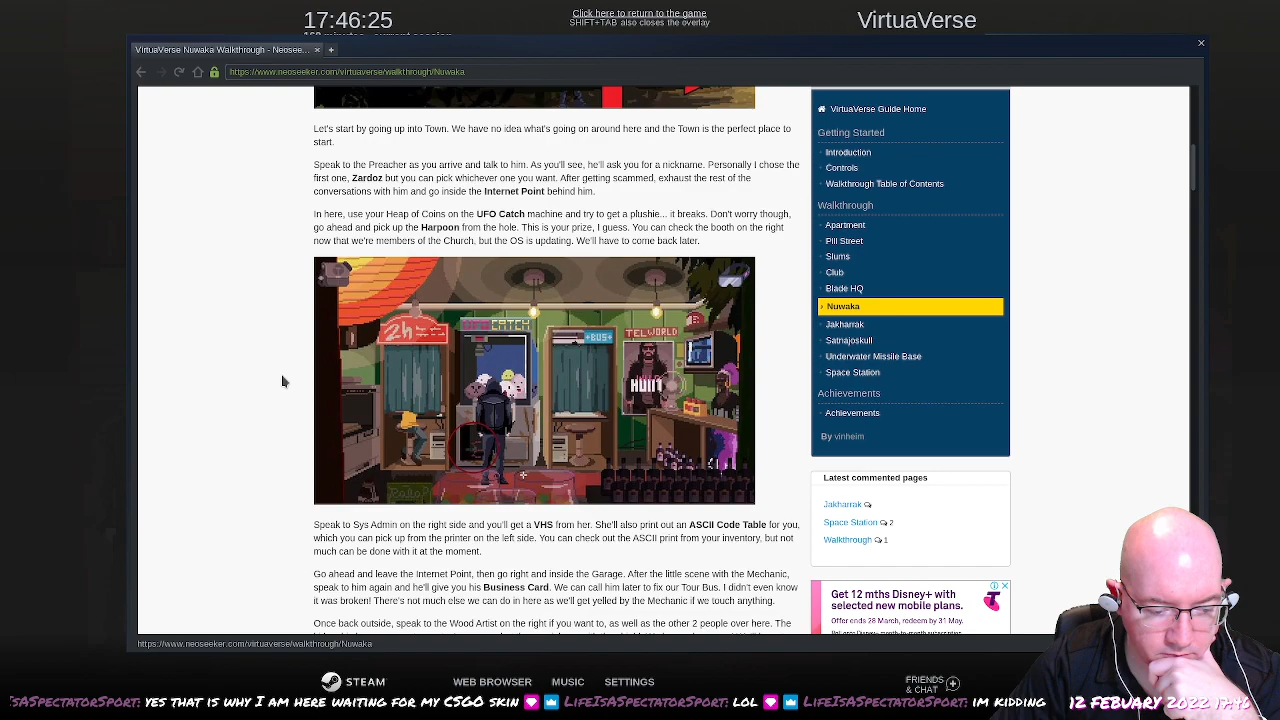 17:46:25
Click here to return to the game
SHIFT+TAB also closes the overlay
VirtuaVerse
VirtuaVerse Nuwaka Walkthrough - Neosee...
https://www.neoseeker.com/virtuaverse/walkthrough/Nuwaka
Let's start by going up into Town. We have no idea what's going on around here and the Town is the perfect place to
start.
Speak to the Preacher as you arrive and talk to him. As you'll see, he'll ask you for a nickname. Personally I chose the
first one, Zardoz but you can pick whichever one you want. After getting scammed, exhaust the rest of the
conversations with him and go inside the Internet Point behind him.
In here, use your Heap of Coins on the UFO Catch machine and try to get a plushie... it breaks. Don't worry though,
go ahead and pick up the Harpoon from the hole. This is your prize, I guess. You can check the booth on the right
now that we're members of the Church, but the OS is updating. We'll have to come back later.
2h
UFO CATCH
BUS
TELWORLD
Speak to Sys Admin on the right side and you'll get a VHS from her. She'll also print out an ASCII Code Table for you,
which you can pick up from the printer on the left side. You can check out the ASCII print from your inventory, but not
much can be done with it at the moment.
Go ahead and leave the Internet Point, then go right and inside the Garage. After the little scene with the Mechanic,
speak to him again and he'll give you his Business Card. We can call him later to fix our Tour Bus. I didn't even know
it was broken! There's not much else we can do in here as we'll get yelled by the Mechanic if we touch anything.
Once back outside, speak to the Wood Artist on the right if you want to, as well as the other 2 people over here. The
VirtuaVerse Guide Home
Getting Started
Introduction
Controls
Walkthrough Table of Contents
Walkthrough
Apartment
Pill Street
Slums
Club
Blade HQ
› Nuwaka
Jakharrak
Satnajoskull
Underwater Missile Base
Space Station
Achievements
Achievements
By vinheim
Latest commented pages
Jakharrak
Space Station 2
Walkthrough 1
Get 12 mths Disney+ with
selected new mobile plans.
Offer ends 28 March, redeem by 31 May.
https://www.neoseeker.com/virtuaverse/walkthrough/Nuwaka
STEAM
WEB BROWSER
MUSIC
SETTINGS
FRIENDS
& CHAT
IsASpectatorSport: YES THAT IS WHY I AM HERE WAITING FOR MY CSGO LifeIsASpectatorSport: LOL LifeIsASpectatorSport: IM KIDDING
12 FEBUARY 2022 17:46